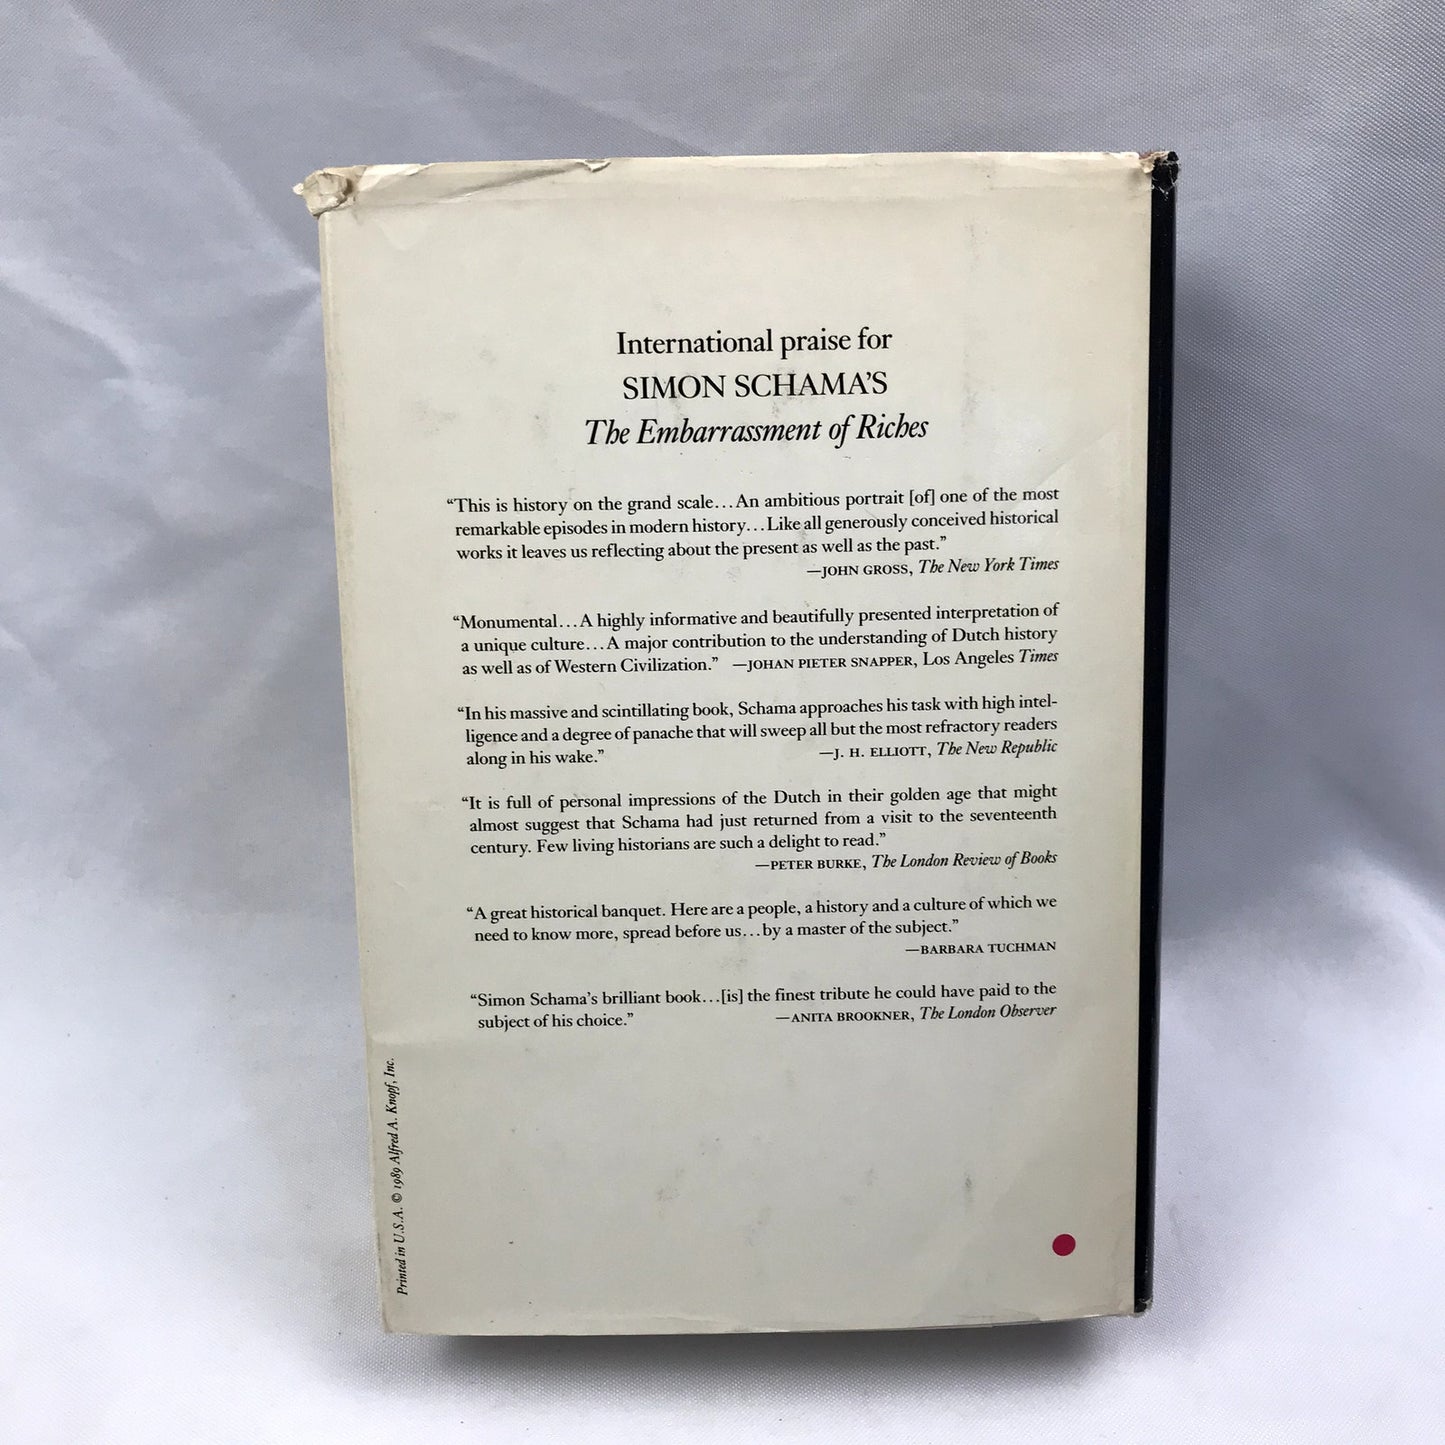 International praise for
SIMON SCHAMA'S
The Embarrassment of Riches
“This is history on the grand scale...An ambitious portrait [of] one of the most
remarkable episodes in modern history...Like all generously conceived historical
works it leaves us reflecting about the present as well as the past.”
—JOHN GROSS, The New York Times
“Monumental...A highly informative and beautifully presented interpretation of
a unique culture...A major contribution to the understanding of Dutch history
as well as of Western Civilization.” —JOHAN PIETER SNAPPER, Los Angeles Times
“In his massive and scintillating book, Schama approaches his task with high intel-
ligence and a degree of panache that will sweep all but the most refractory readers
along in his wake.” —J. H. ELLIOTT, The New Republic
“It is full of personal impressions of the Dutch in their golden age that might
almost suggest that Schama had just returned from a visit to the seventeenth
century. Few living historians are such a delight to read.”
—PETER BURKE, The London Review of Books
“A great historical banquet. Here are a people, a history and a culture of which we
need to know more, spread before us...by a master of the subject.”
—BARBARA TUCHMAN
“Simon Schama's brilliant book...[is] the finest tribute he could have paid to the
subject of his choice.” —ANITA BROOKNER, The London Observer
Printed in U.S.A. © 1989 Alfred A. Knopf, Inc.